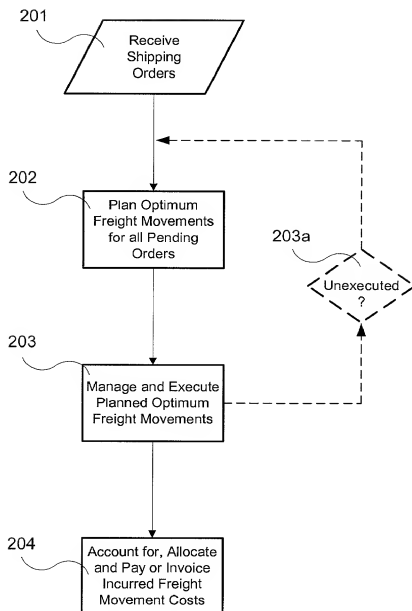 201
Receive
Shipping
Orders
202
Plan Optimum
Freight Movements
for all Pending
Orders
203a
Unexecuted
?
203
Manage and Execute
Planned Optimum
Freight Movements
204
Account for, Allocate
and Pay or Invoice
Incurred Freight
Movement Costs